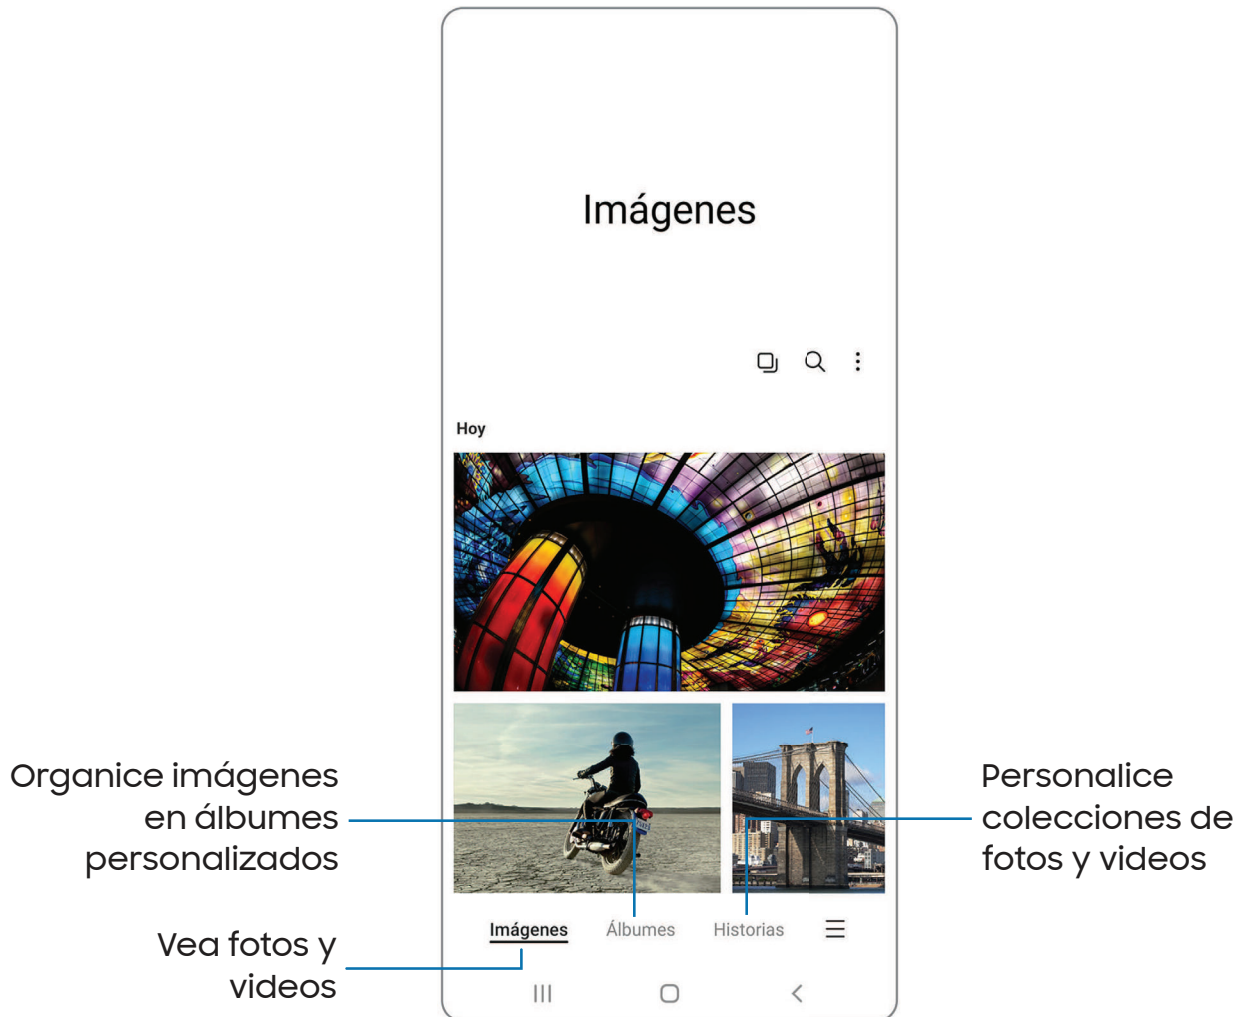 Imágenes
Hoy
Organice imágenes
en álbumes
personalizados
Personalice
colecciones de
fotos y videos
Imágenes Álbumes Historias
Vea fotos y
videos